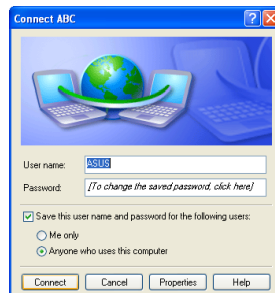 Connect ABC
User name: ASUS
Password: [To change the saved password, click here]
Save this user name and password for the following users:
Me only
Anyone who uses this computer
Connect Cancel Properties Help